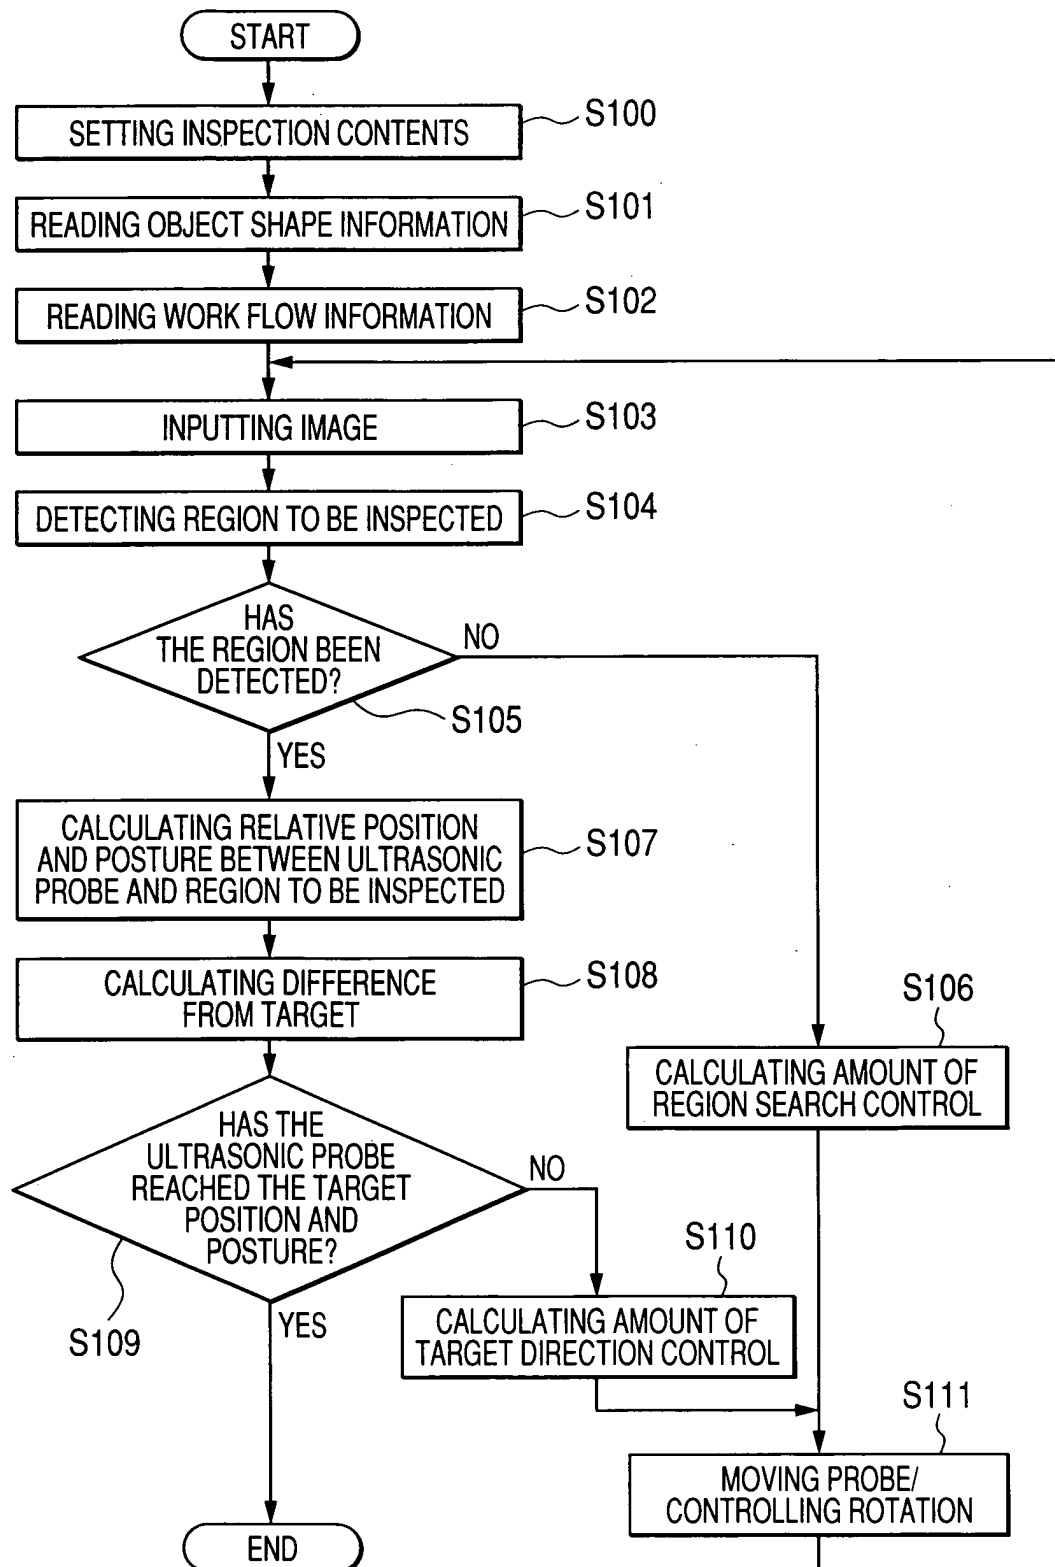 START
SETTING INSPECTION CONTENTS
S100
READING OBJECT SHAPE INFORMATION
S101
READING WORK FLOW INFORMATION
S102
INPUTTING IMAGE
S103
DETECTING REGION TO BE INSPECTED
S104
HAS
THE REGION BEEN
DETECTED?
NO
S105
YES
CALCULATING RELATIVE POSITION
AND POSTURE BETWEEN ULTRASONIC
PROBE AND REGION TO BE INSPECTED
S107
CALCULATING DIFFERENCE
FROM TARGET
S108
S106
CALCULATING AMOUNT OF
REGION SEARCH CONTROL
HAS THE
ULTRASONIC PROBE
REACHED THE TARGET
POSITION AND
POSTURE?
NO
S109
YES
S110
CALCULATING AMOUNT OF
TARGET DIRECTION CONTROL
S111
MOVING PROBE/
CONTROLLING ROTATION
END